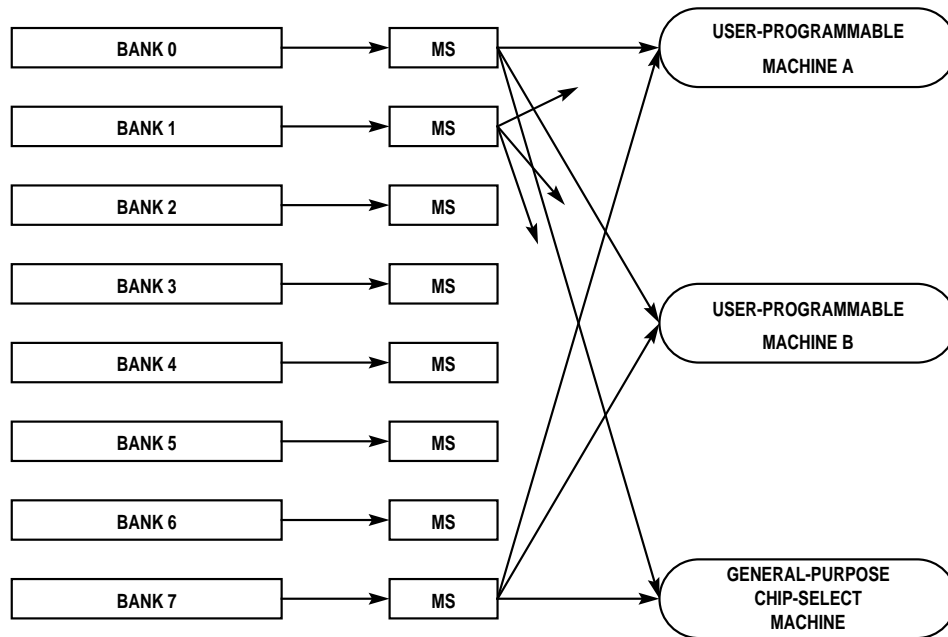 BANK 0
MS
USER-PROGRAMMABLE
MACHINE A
BANK 1
MS
BANK 2
MS
BANK 3
MS
USER-PROGRAMMABLE
MACHINE B
BANK 4
MS
BANK 5
MS
BANK 6
MS
BANK 7
MS
GENERAL-PURPOSE
CHIP-SELECT
MACHINE